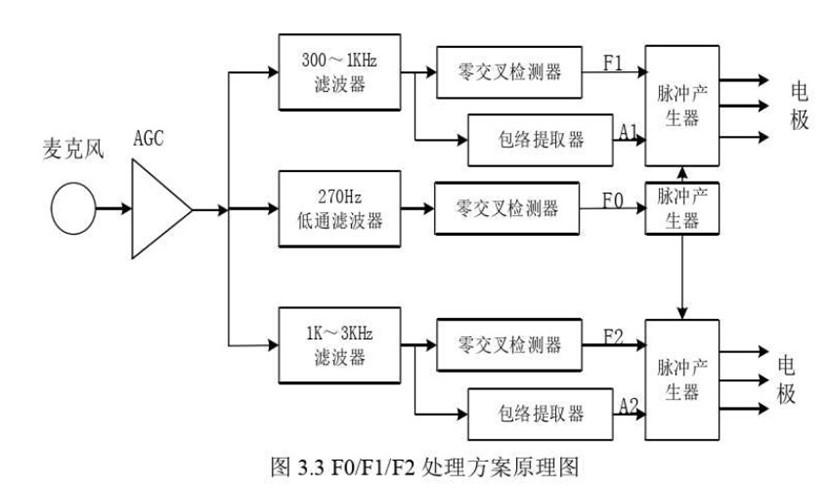 麦克风
AGC
300～1KHz
滤波器
零交叉检测器
F1
包络提取器
A1
脉冲产
生器
电
极
270Hz
低通滤波器
零交叉检测器
F0
脉冲产
生器
1K～3KHz
滤波器
零交叉检测器
F2
包络提取器
A2
脉冲产
生器
电
极
图 3.3 F0/F1/F2 处理方案原理图